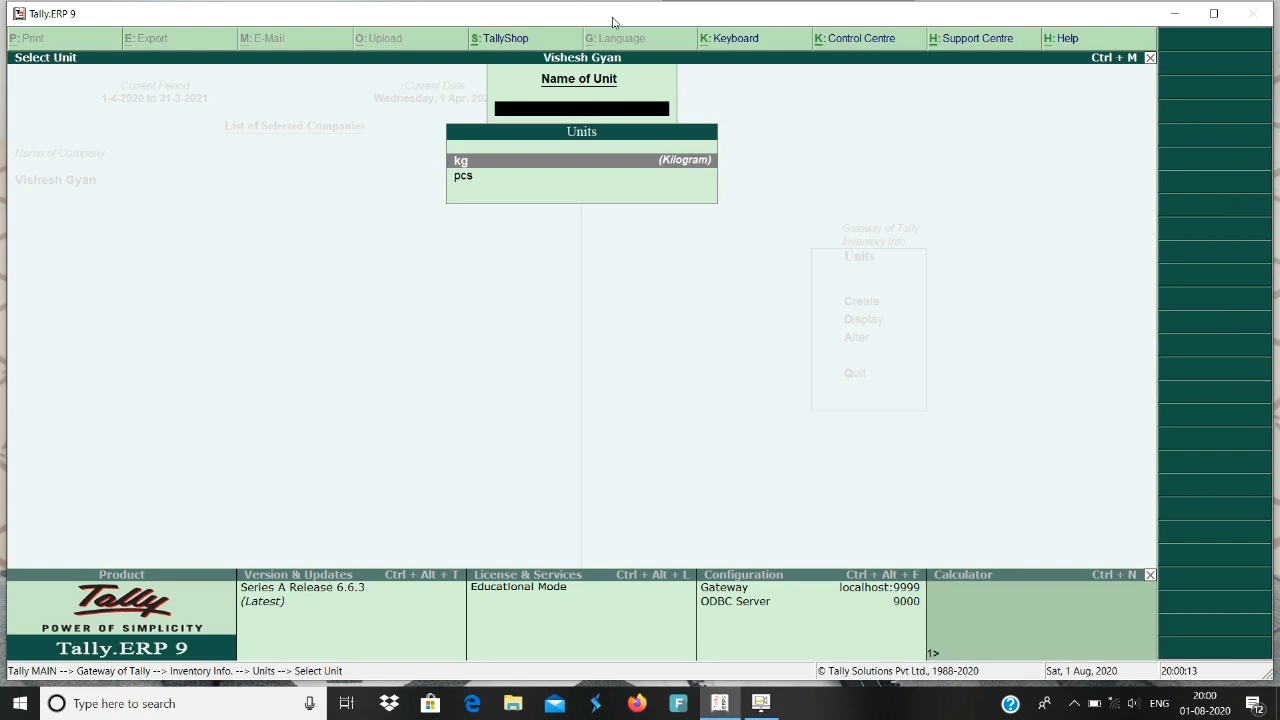 Tally.ERP 9
P: Print E: Export M: E-Mail O: Upload S: TallyShop G: Language K: Keyboard K: Control Centre H: Support Centre H: Help
Select Unit Vishesh Gyan Ctrl + M
Name of Unit
Current Period Current Date
1-4-2020 to 31-3-2021 Wednesday, 1 Apr, 202
List of Selected Companies
Units
Name of Company
kg (Kilogram)
Vishesh Gyan
pcs
Gateway of Tally
Inventory Info.
Units
Create
Display
Alter
Quit
Product Version & Updates Ctrl + Alt + T License & Services Ctrl + Alt + L Configuration Ctrl + Alt + F Calculator Ctrl + N
Tally
POWER OF SIMPLICITY
Tally.ERP 9
Series A Release 6.6.3
(Latest)
Educational Mode
Gateway localhost:9999
ODBC Server 9000
1>
Tally MAIN --> Gateway of Tally --> Inventory Info. --> Units --> Select Unit © Tally Solutions Pvt Ltd., 1988-2020 Sat, 1 Aug, 2020 20:00:13
Type here to search ENG 20:00
01-08-2020